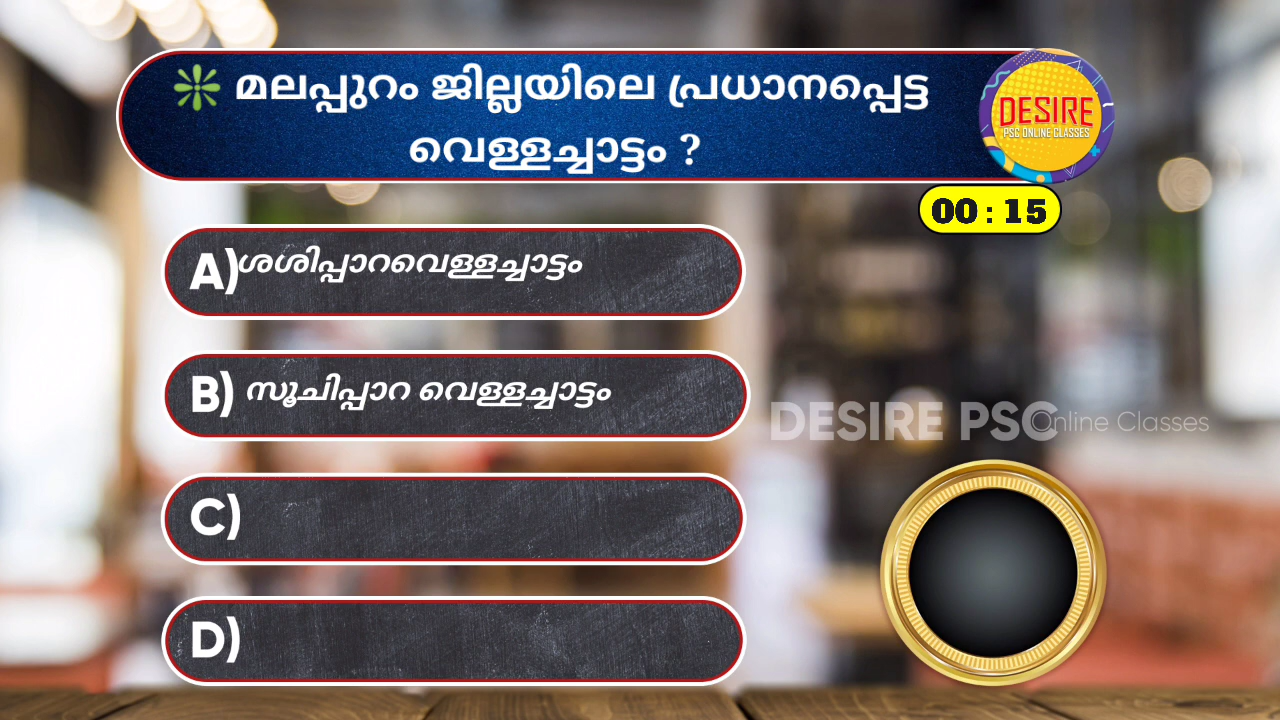 മലപ്പുറം ജില്ലയിലെ പ്രധാനപ്പെട്ട
വെള്ളച്ചാട്ടം ?
DESIRE
PSC ONLINE CLASSES
00 : 15
A)ശശിപ്പാറവെള്ളച്ചാട്ടം
B) സൂചിപ്പാറ വെള്ളച്ചാട്ടം
DESIRE PSC Online Classes
C)
D)